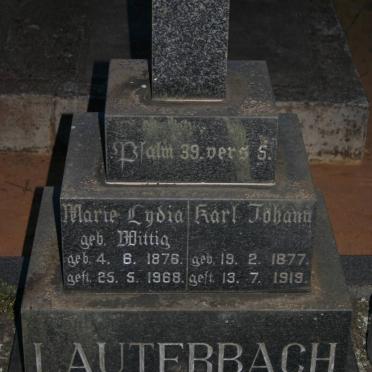 Psalm 39. vers 5.
Marie Lydia
geb. Wittig
geb. 4. 6. 1876.
gest. 25. 5. 1968.
Karl Johann
geb. 19. 2. 1877.
gest. 13. 7. 1919.
LAUTERBACH